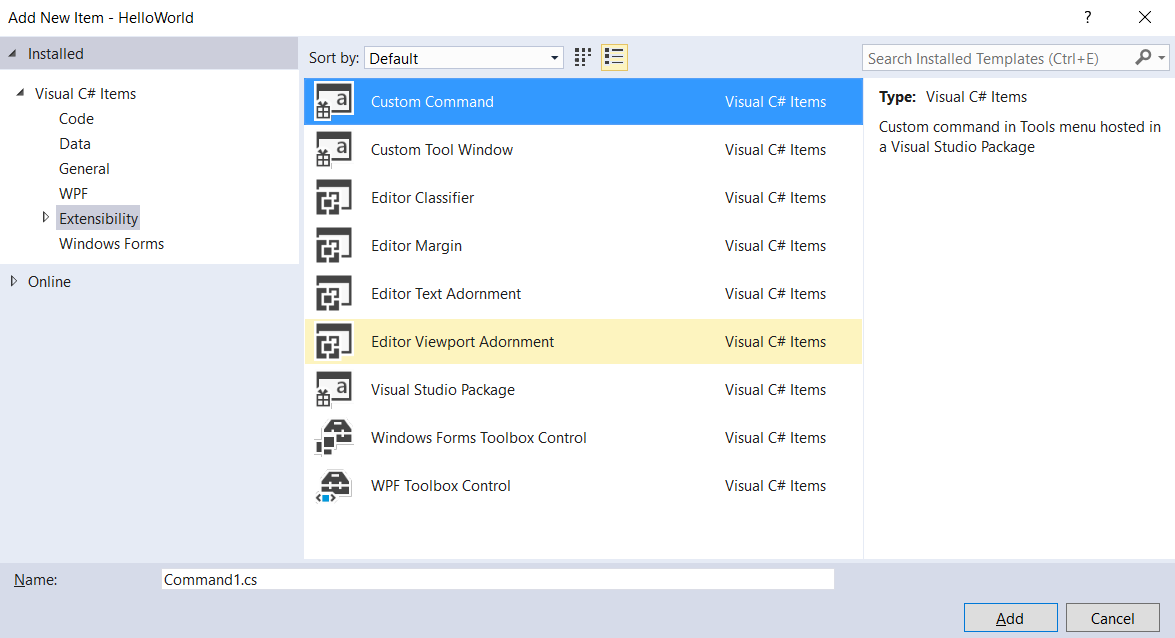 Add New Item - HelloWorld
?
Installed
Sort by: Default
Search Installed Templates (Ctrl+E)
Visual C# Items
Code
Data
General
WPF
Extensibility
Windows Forms
Online
Custom Command Visual C# Items
Custom Tool Window Visual C# Items
Editor Classifier Visual C# Items
Editor Margin Visual C# Items
Editor Text Adornment Visual C# Items
Editor Viewport Adornment Visual C# Items
Visual Studio Package Visual C# Items
Windows Forms Toolbox Control Visual C# Items
WPF Toolbox Control Visual C# Items
Type: Visual C# Items
Custom command in Tools menu hosted in
a Visual Studio Package
Name: Command1.cs
Add
Cancel